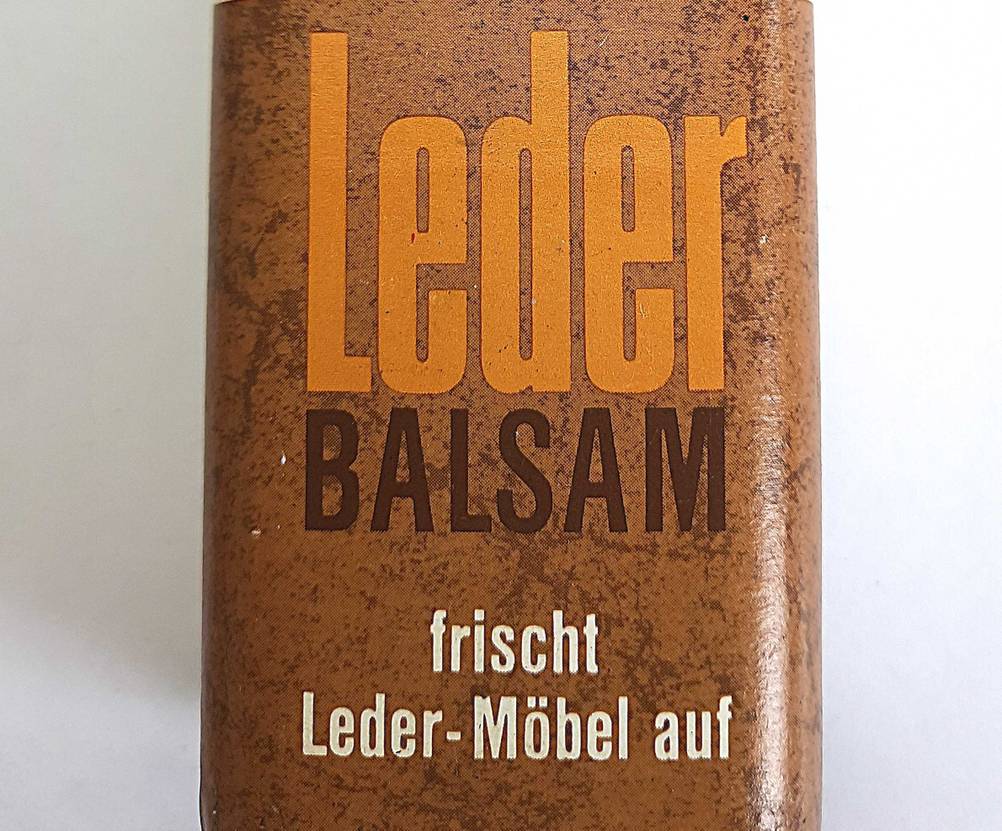 Leder
BALSAM
frischt
Leder-Möbel auf